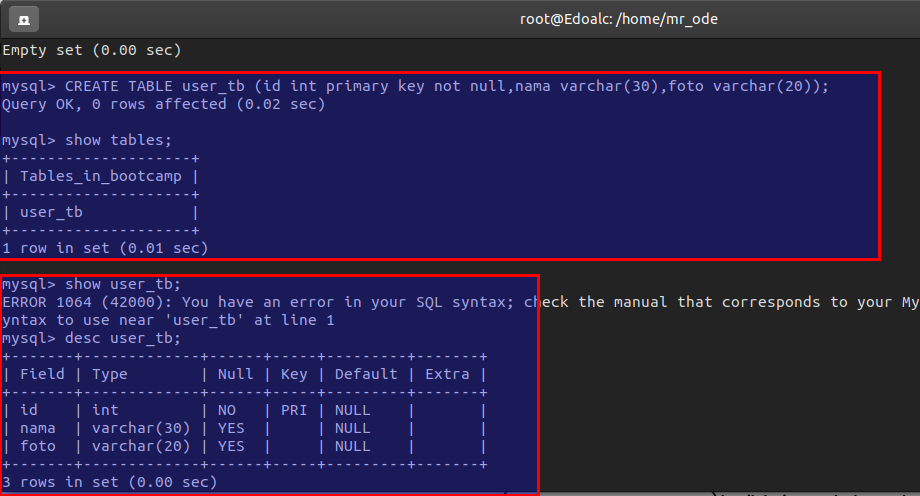 root@Edoalc: /home/mr_ode
Empty set (0.00 sec)
mysql> CREATE TABLE user_tb (id int primary key not null,nama varchar(30),foto varchar(20));
Query OK, 0 rows affected (0.02 sec)
mysql> show tables;
+--------------------+
| Tables_in_bootcamp |
+--------------------+
| user_tb            |
+--------------------+
1 row in set (0.01 sec)
mysql> show user_tb;
ERROR 1064 (42000): You have an error in your SQL syntax; check the manual that corresponds to your My
yntax to use near 'user_tb' at line 1
mysql> desc user_tb;
+-------+-------------+------+-----+---------+-------+
| Field | Type        | Null | Key | Default | Extra |
+-------+-------------+------+-----+---------+-------+
| id    | int         | NO   | PRI | NULL    |       |
| nama  | varchar(30) | YES  |     | NULL    |       |
| foto  | varchar(20) | YES  |     | NULL    |       |
+-------+-------------+------+-----+---------+-------+
3 rows in set (0.00 sec)